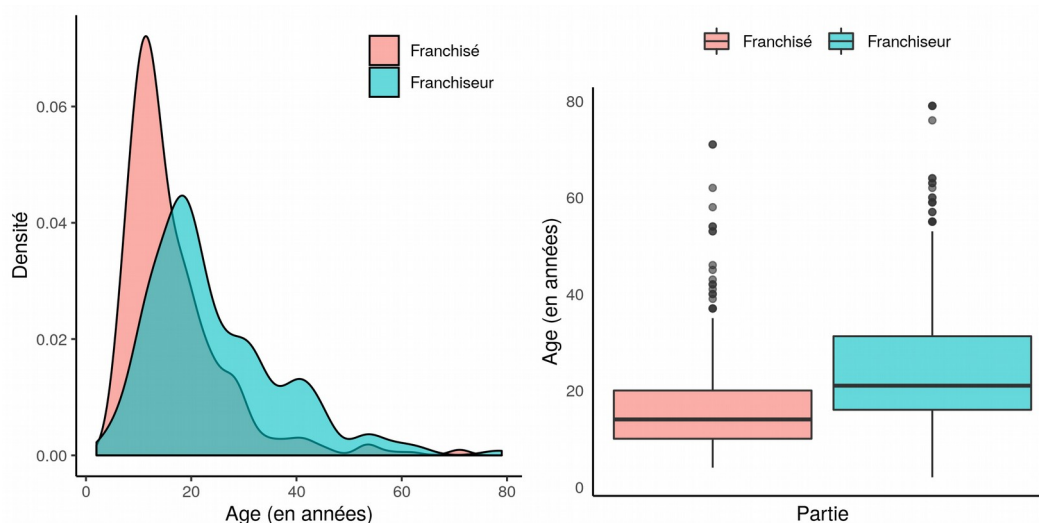 Franchisé
Franchiseur
0.06
0.04
0.02
0.00
Densité
0 20 40 60 80
Age (en années)
Franchisé Franchiseur
80
60
40
20
0
Age (en années)
Partie